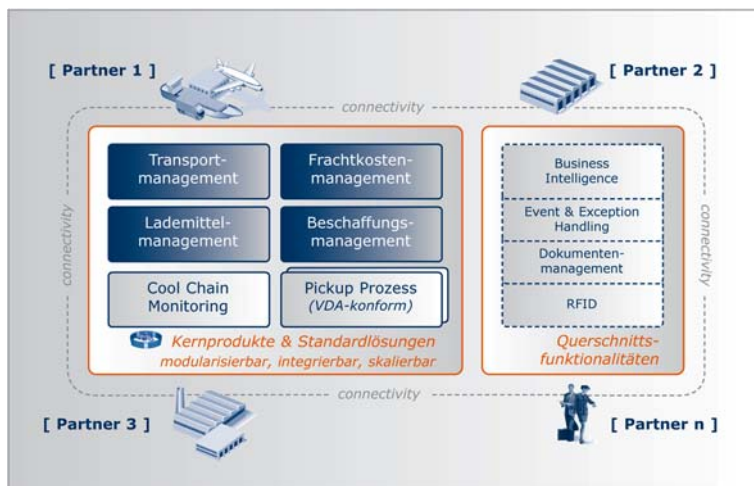 [ Partner 1 ]
[ Partner 2 ]
connectivity
connectivity
connectivity
Transport-
management
Frachtkosten-
management
Lademittel-
management
Beschaffungs-
management
Cool Chain
Monitoring
Pickup Prozess
(VDA-konform)
Kernprodukte & Standardlösungen
modularisierbar, integrierbar, skalierbar
Business
Intelligence
Event & Exception
Handling
Dokumenten-
management
RFID
Querschnitts-
funktionalitäten
connectivity
[ Partner 3 ]
[ Partner n ]